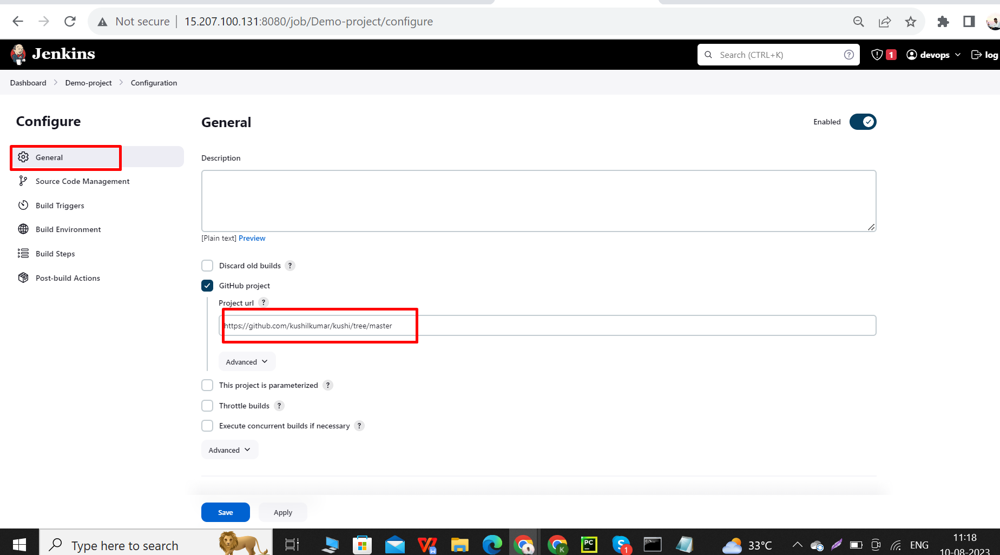 Not secure 15.207.100.131:8080/job/Demo-project/configure
Jenkins
Search (CTRL+K) ?
1
devops
log
Dashboard > Demo-project > Configuration
Configure
General
Source Code Management
Build Triggers
Build Environment
Build Steps
Post-build Actions
General
Enabled
Description
[Plain text] Preview
Discard old builds ?
GitHub project
Project url ?
https://github.com/kushilkumar/kushi/tree/master
Advanced
This project is parameterized ?
Throttle builds ?
Execute concurrent builds if necessary ?
Advanced
Save
Apply
Type here to search
W
K
PC
S
1
33°C
ENG
11:18
10-08-2023